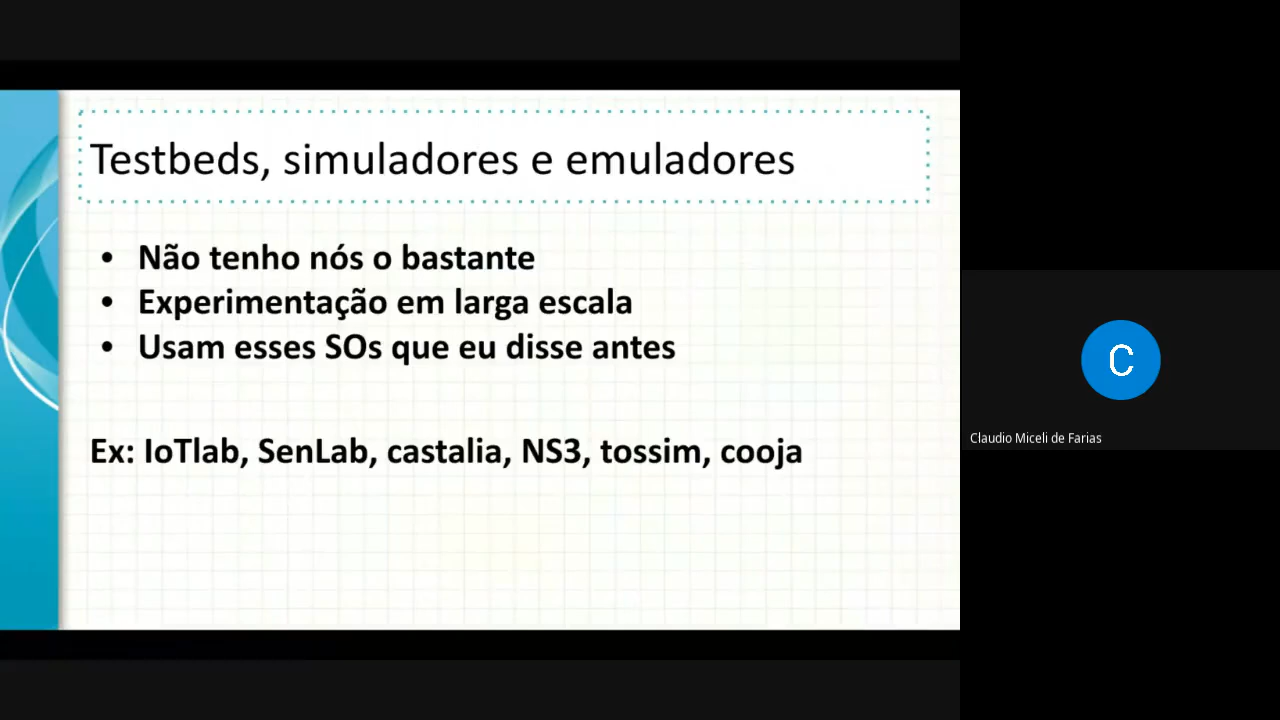 Testbeds, simuladores e emuladores
• Não tenho nós o bastante
• Experimentação em larga escala
• Usam esses SOs que eu disse antes
Ex: IoTlab, SenLab, castalia, NS3, tossim, cooja
C
Claudio Miceli de Farias